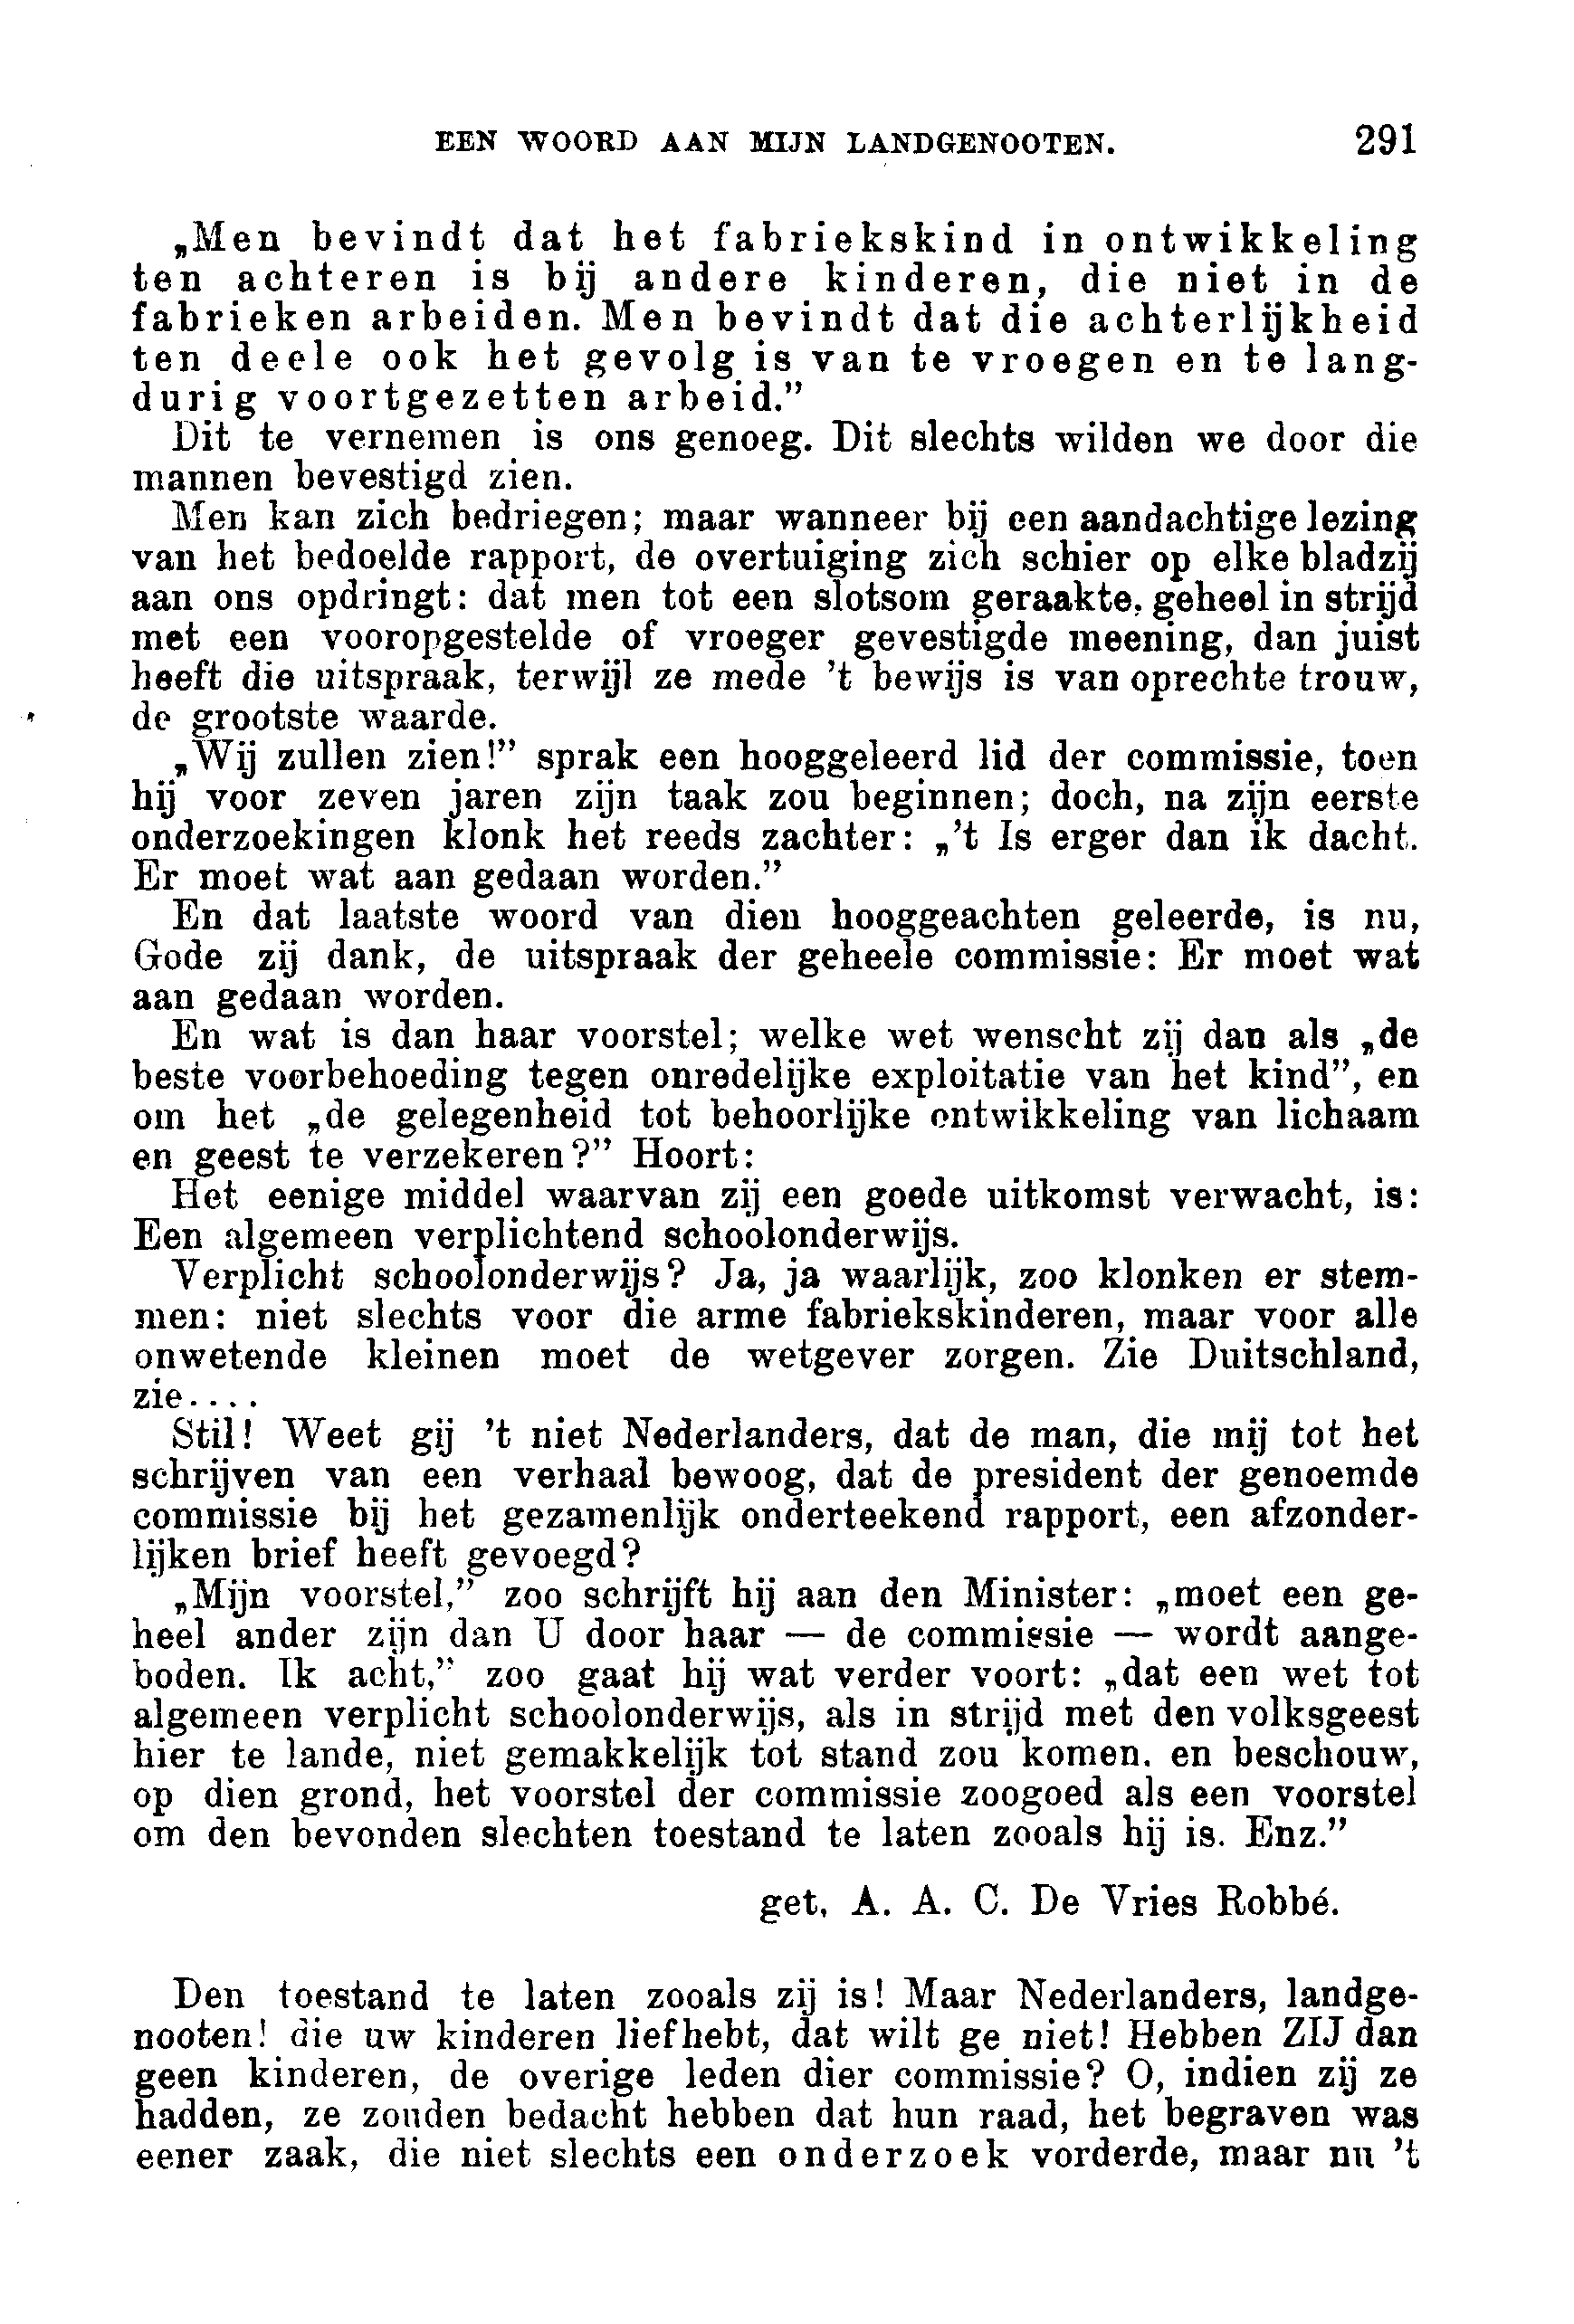 EEN WOORD AAN MIJN LANDGENOOTEN. 291
„Men bevindt dat het fabriekskind in ontwikkeling
ten achteren is bij andere kinderen, die niet in de
fabrieken arbeiden. Men bevindt dat die achterlijkheid
ten deele ook het gevolg is van te vroegen en te lang-
durig voortgezetten arbeid.”
Dit te vernemen is ons genoeg. Dit slechts wilden we door die
mannen bevestigd zien.
Men kan zich bedriegen; maar wanneer bij een aandachtige lezing
van het bedoelde rapport, de overtuiging zich schier op elke bladzij
aan ons opdringt: dat men tot een slotsom geraakte, geheel in strijd
met een vooropgestelde of vroeger gevestigde meening, dan juist
heeft die uitspraak, terwijl ze mede ’t bewijs is van oprechte trouw,
de grootste waarde.
„Wij zullen zien!” sprak een hooggeleerd lid der commissie, toen
hij voor zeven jaren zijn taak zou beginnen; doch, na zijn eerste
onderzoekingen klonk het reeds zachter: „’t Is erger dan ik dacht.
Er moet wat aan gedaan worden.”
En dat laatste woord van dien hooggeachten geleerde, is nu,
Gode zij dank, de uitspraak der geheele commissie: Er moet wat
aan gedaan worden.
En wat is dan haar voorstel; welke wet wenscht zij dan als „de
beste voorbehoeding tegen onredelijke exploitatie van het kind”, en
om het „de gelegenheid tot behoorlijke ontwikkeling van lichaam
en geest te verzekeren?” Hoort:
Het eenige middel waarvan zij een goede uitkomst verwacht, is:
Een algemeen verplichtend schoolonderwijs.
Verplicht schoolonderwijs? Ja, ja waarlijk, zoo klonken er stem-
men: niet slechts voor die arme fabriekskinderen, maar voor alle
onwetende kleinen moet de wetgever zorgen. Zie Duitschland,
zie....
Stil! Weet gij ’t niet Nederlanders, dat de man, die mij tot het
schrijven van een verhaal bewoog, dat de president der genoemde
commissie bij het gezamenlijk onderteekend rapport, een afzonder-
lijken brief heeft gevoegd?
„Mijn voorstel,” zoo schrijft hij aan den Minister: „moet een ge-
heel ander zijn dan U door haar — de commissie — wordt aange-
boden. Ik acht,” zoo gaat hij wat verder voort: „dat een wet tot
algemeen verplicht schoolonderwijs, als in strijd met den volksgeest
hier te lande, niet gemakkelijk tot stand zou komen. en beschouw,
op dien grond, het voorstel der commissie zoogoed als een voorstel
om den bevonden slechten toestand te laten zooals hij is. Enz.”
get. A. A. C. De Vries Robbé.
Den toestand te laten zooals zij is! Maar Nederlanders, landge-
nooten! die uw kinderen liefhebt, dat wilt ge niet! Hebben ZIJ dan
geen kinderen, de overige leden dier commissie? O, indien zij ze
hadden, ze zouden bedacht hebben dat hun raad, het begraven was
eener zaak, die niet slechts een onderzoek vorderde, maar nu ’t